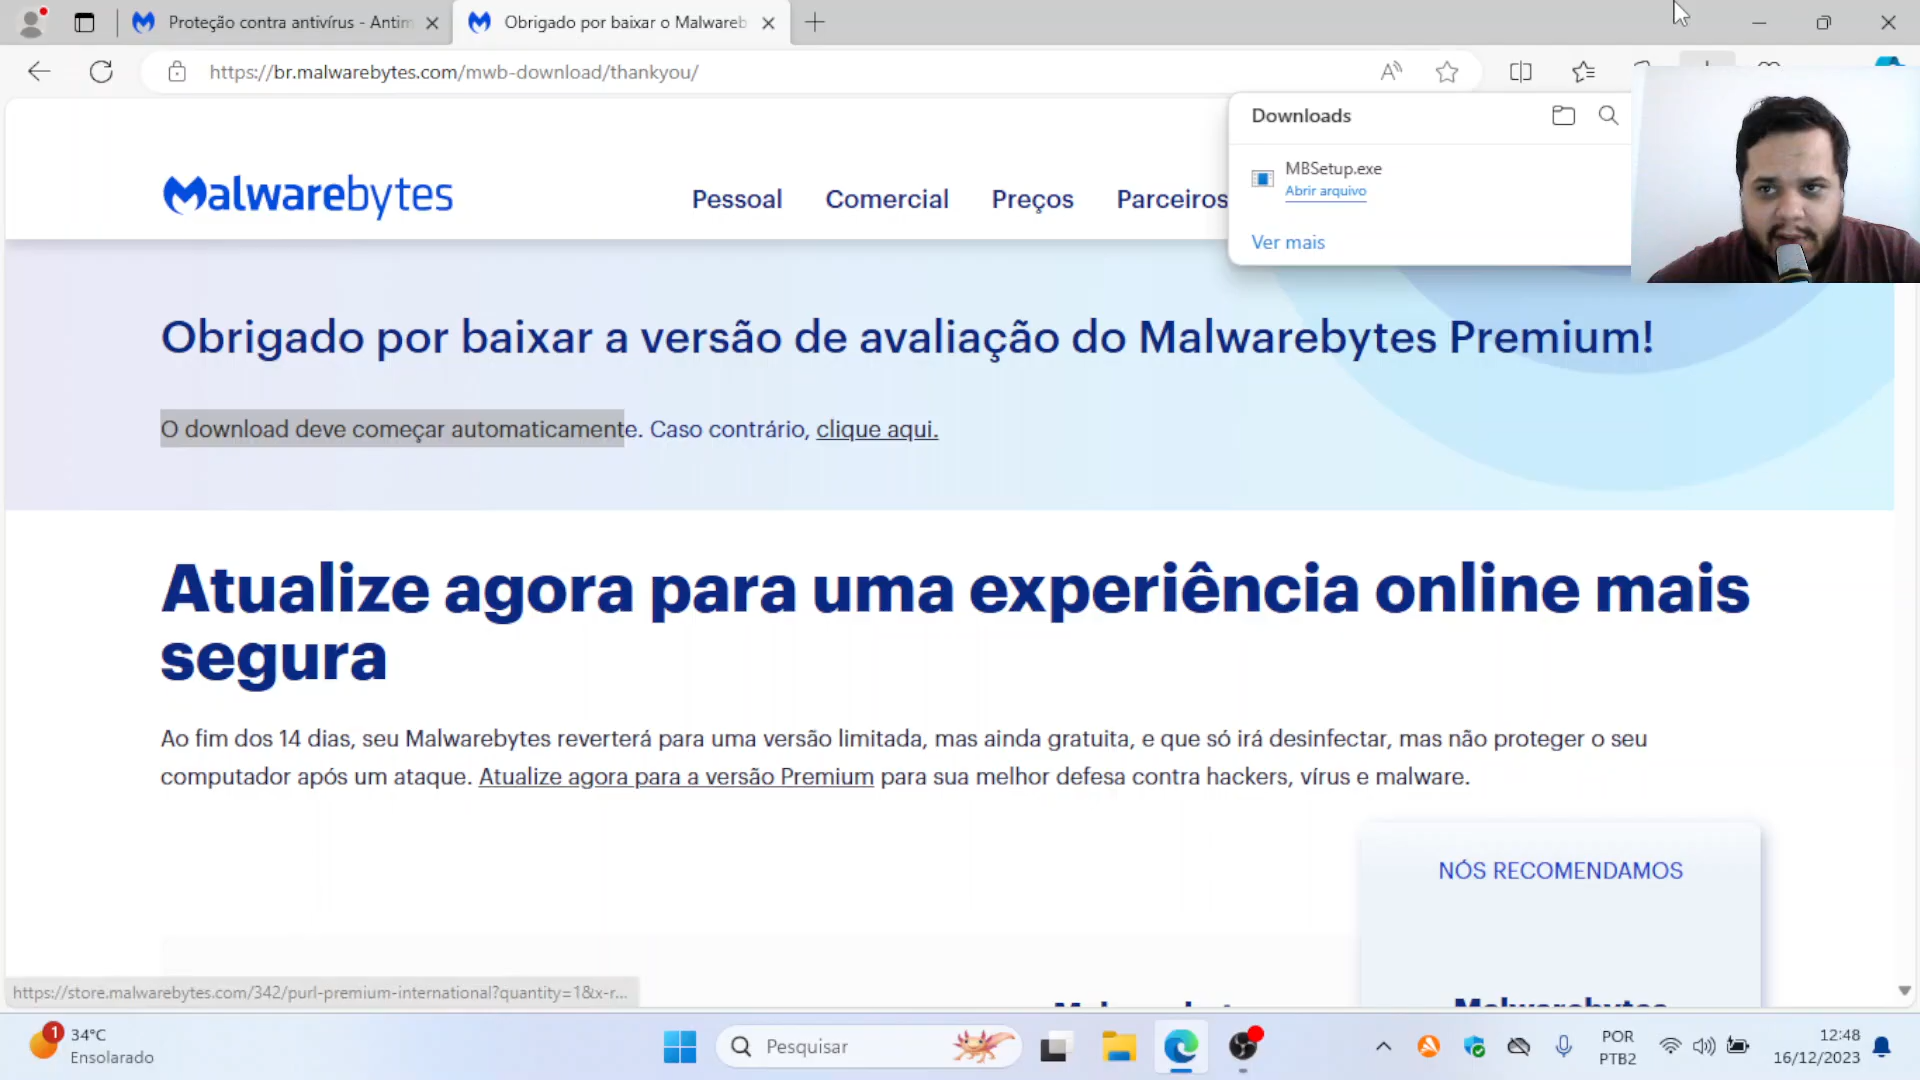 Proteção contra antivírus - Antim
Obrigado por baixar o Malwareb
https://br.malwarebytes.com/mwb-download/thankyou/
Downloads
MBSetup.exe
Abrir arquivo
Ver mais
Malwarebytes
Pessoal Comercial Preços Parceiros
Obrigado por baixar a versão de avaliação do Malwarebytes Premium!
O download deve começar automaticamente. Caso contrário, clique aqui.
Atualize agora para uma experiência online mais
segura
Ao fim dos 14 dias, seu Malwarebytes reverterá para uma versão limitada, mas ainda gratuita, e que só irá desinfectar, mas não proteger o seu
computador após um ataque. Atualize agora para a versão Premium para sua melhor defesa contra hackers, vírus e malware.
NÓS RECOMENDAMOS
Malwarebytes
https://store.malwarebytes.com/342/purl-premium-international?quantity=1&x-r...
1
34°C
Ensolarado
Pesquisar
POR
PTB2
12:48
16/12/2023